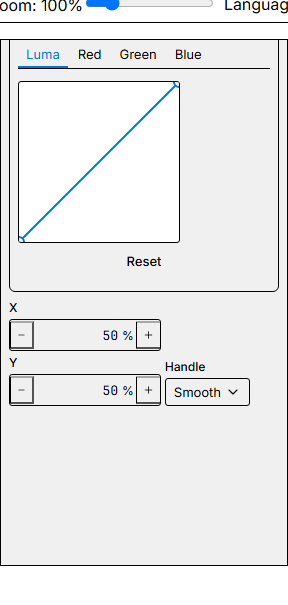 oom: 100% Languag
Luma Red Green Blue
Reset
X
− 50 % +
Y
Handle
− 50 % +
Smooth